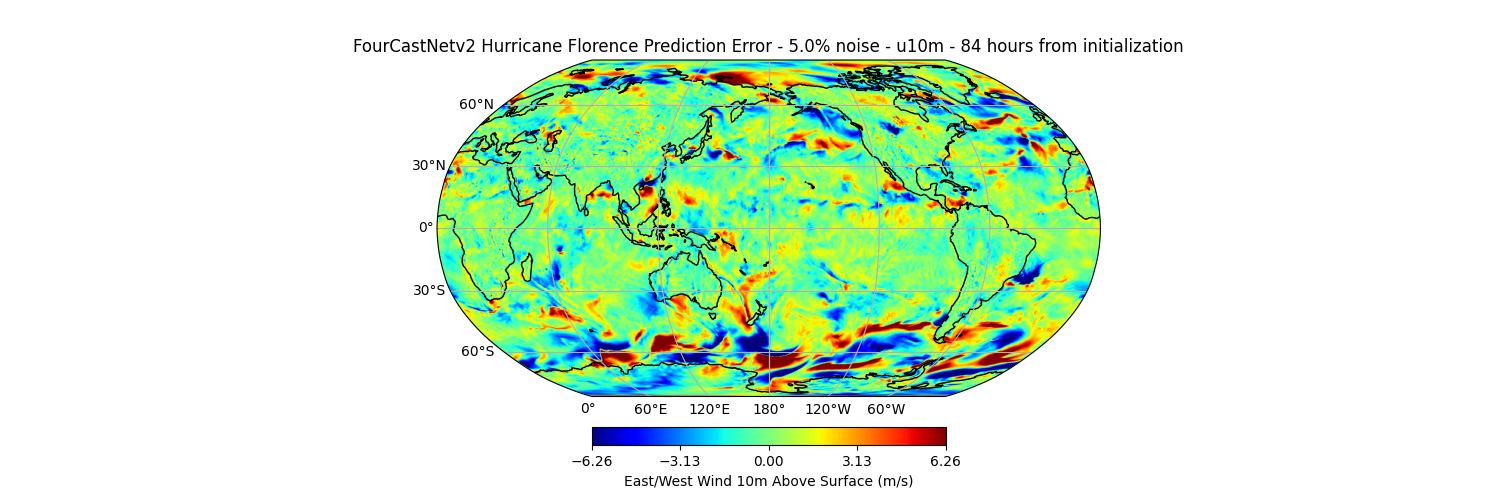 FourCastNetv2 Hurricane Florence Prediction Error - 5.0% noise - u10m - 84 hours from initialization
60°N
30°N
0°
30°S
60°S
0° 60°E 120°E 180° 120°W 60°W
−6.26 −3.13 0.00 3.13 6.26
East/West Wind 10m Above Surface (m/s)